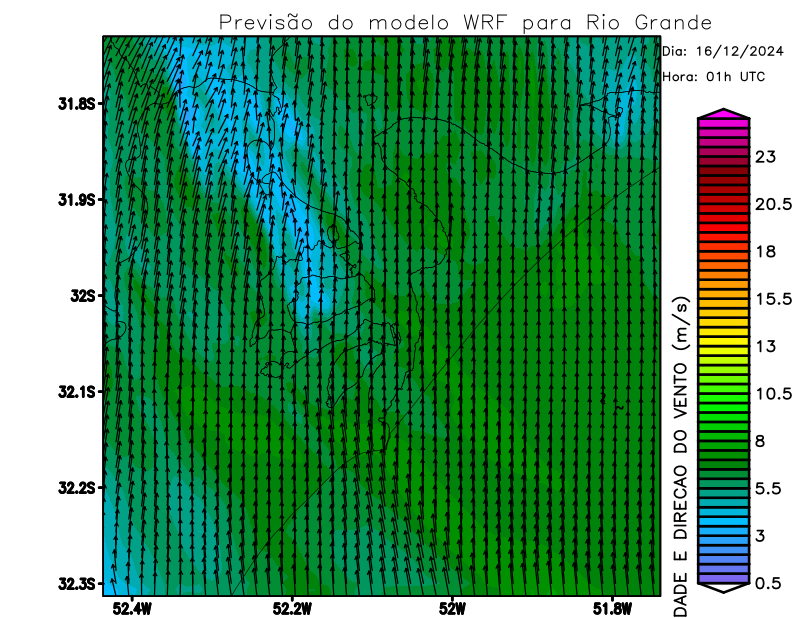 Previsão do modelo WRF para Rio Grande
Dia: 16/12/2024
Hora: 01h UTC
31.8S
31.9S
32S
32.1S
32.2S
32.3S
52.4W
52.2W
52W
51.8W
DADE E DIRECAO DO VENTO (m/s)
23
20.5
18
15.5
13
10.5
8
5.5
3
0.5